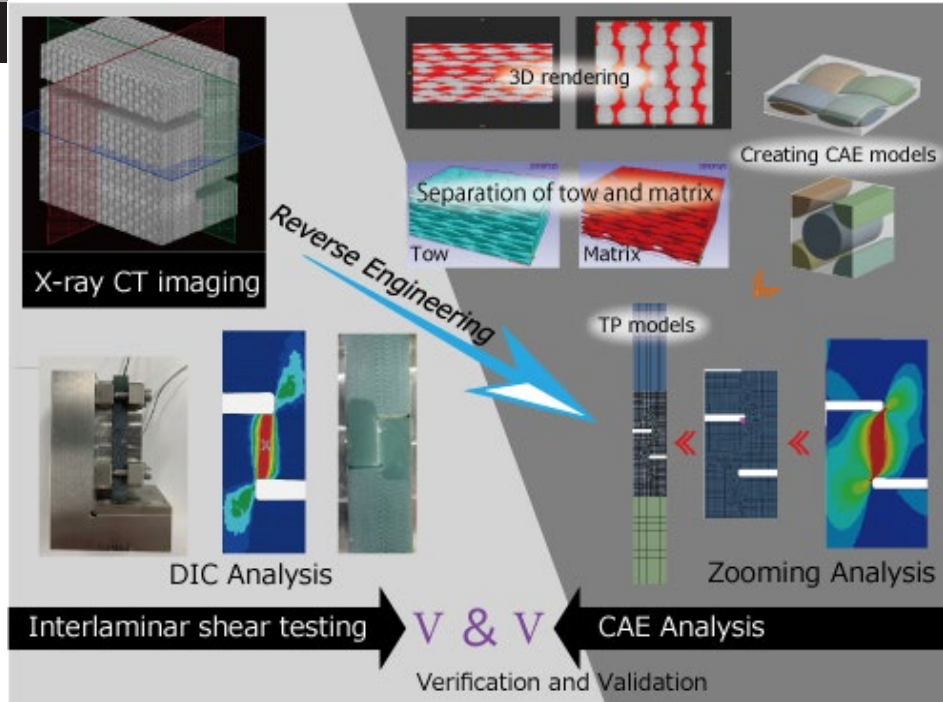 3D rendering
Creating CAE models
Separation of tow and matrix
Tow
Matrix
X-ray CT imaging
Reverse Engineering
TP models
DIC Analysis
Zooming Analysis
Interlaminar shear testing
V & V
CAE Analysis
Verification and Validation